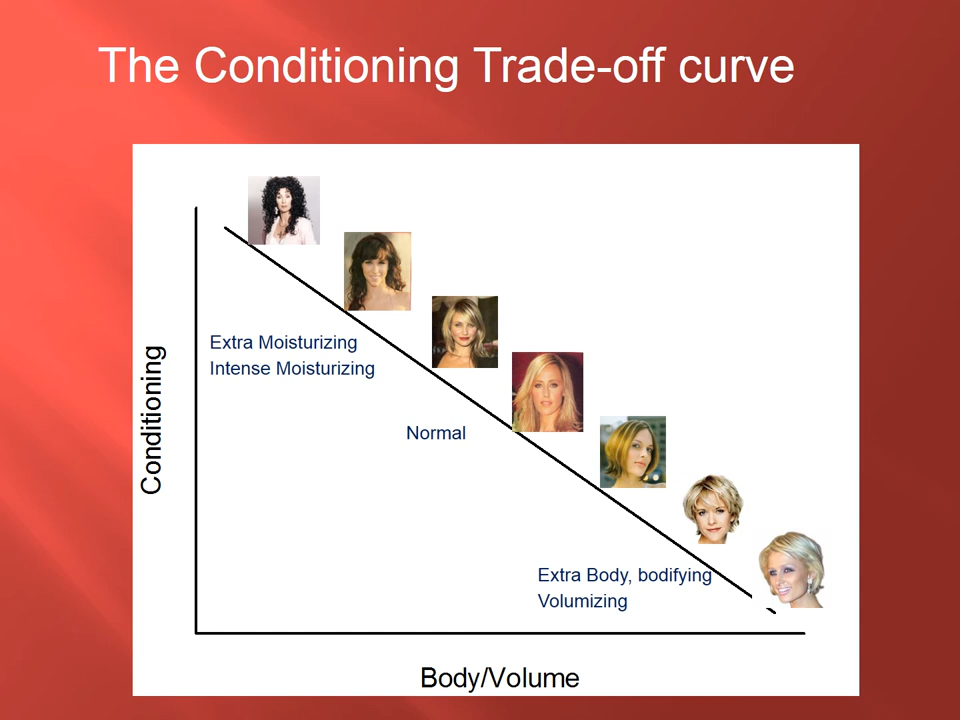 The Conditioning Trade-off curve
Conditioning
Extra Moisturizing
Intense Moisturizing
Normal
Extra Body, bodifying
Volumizing
Body/Volume